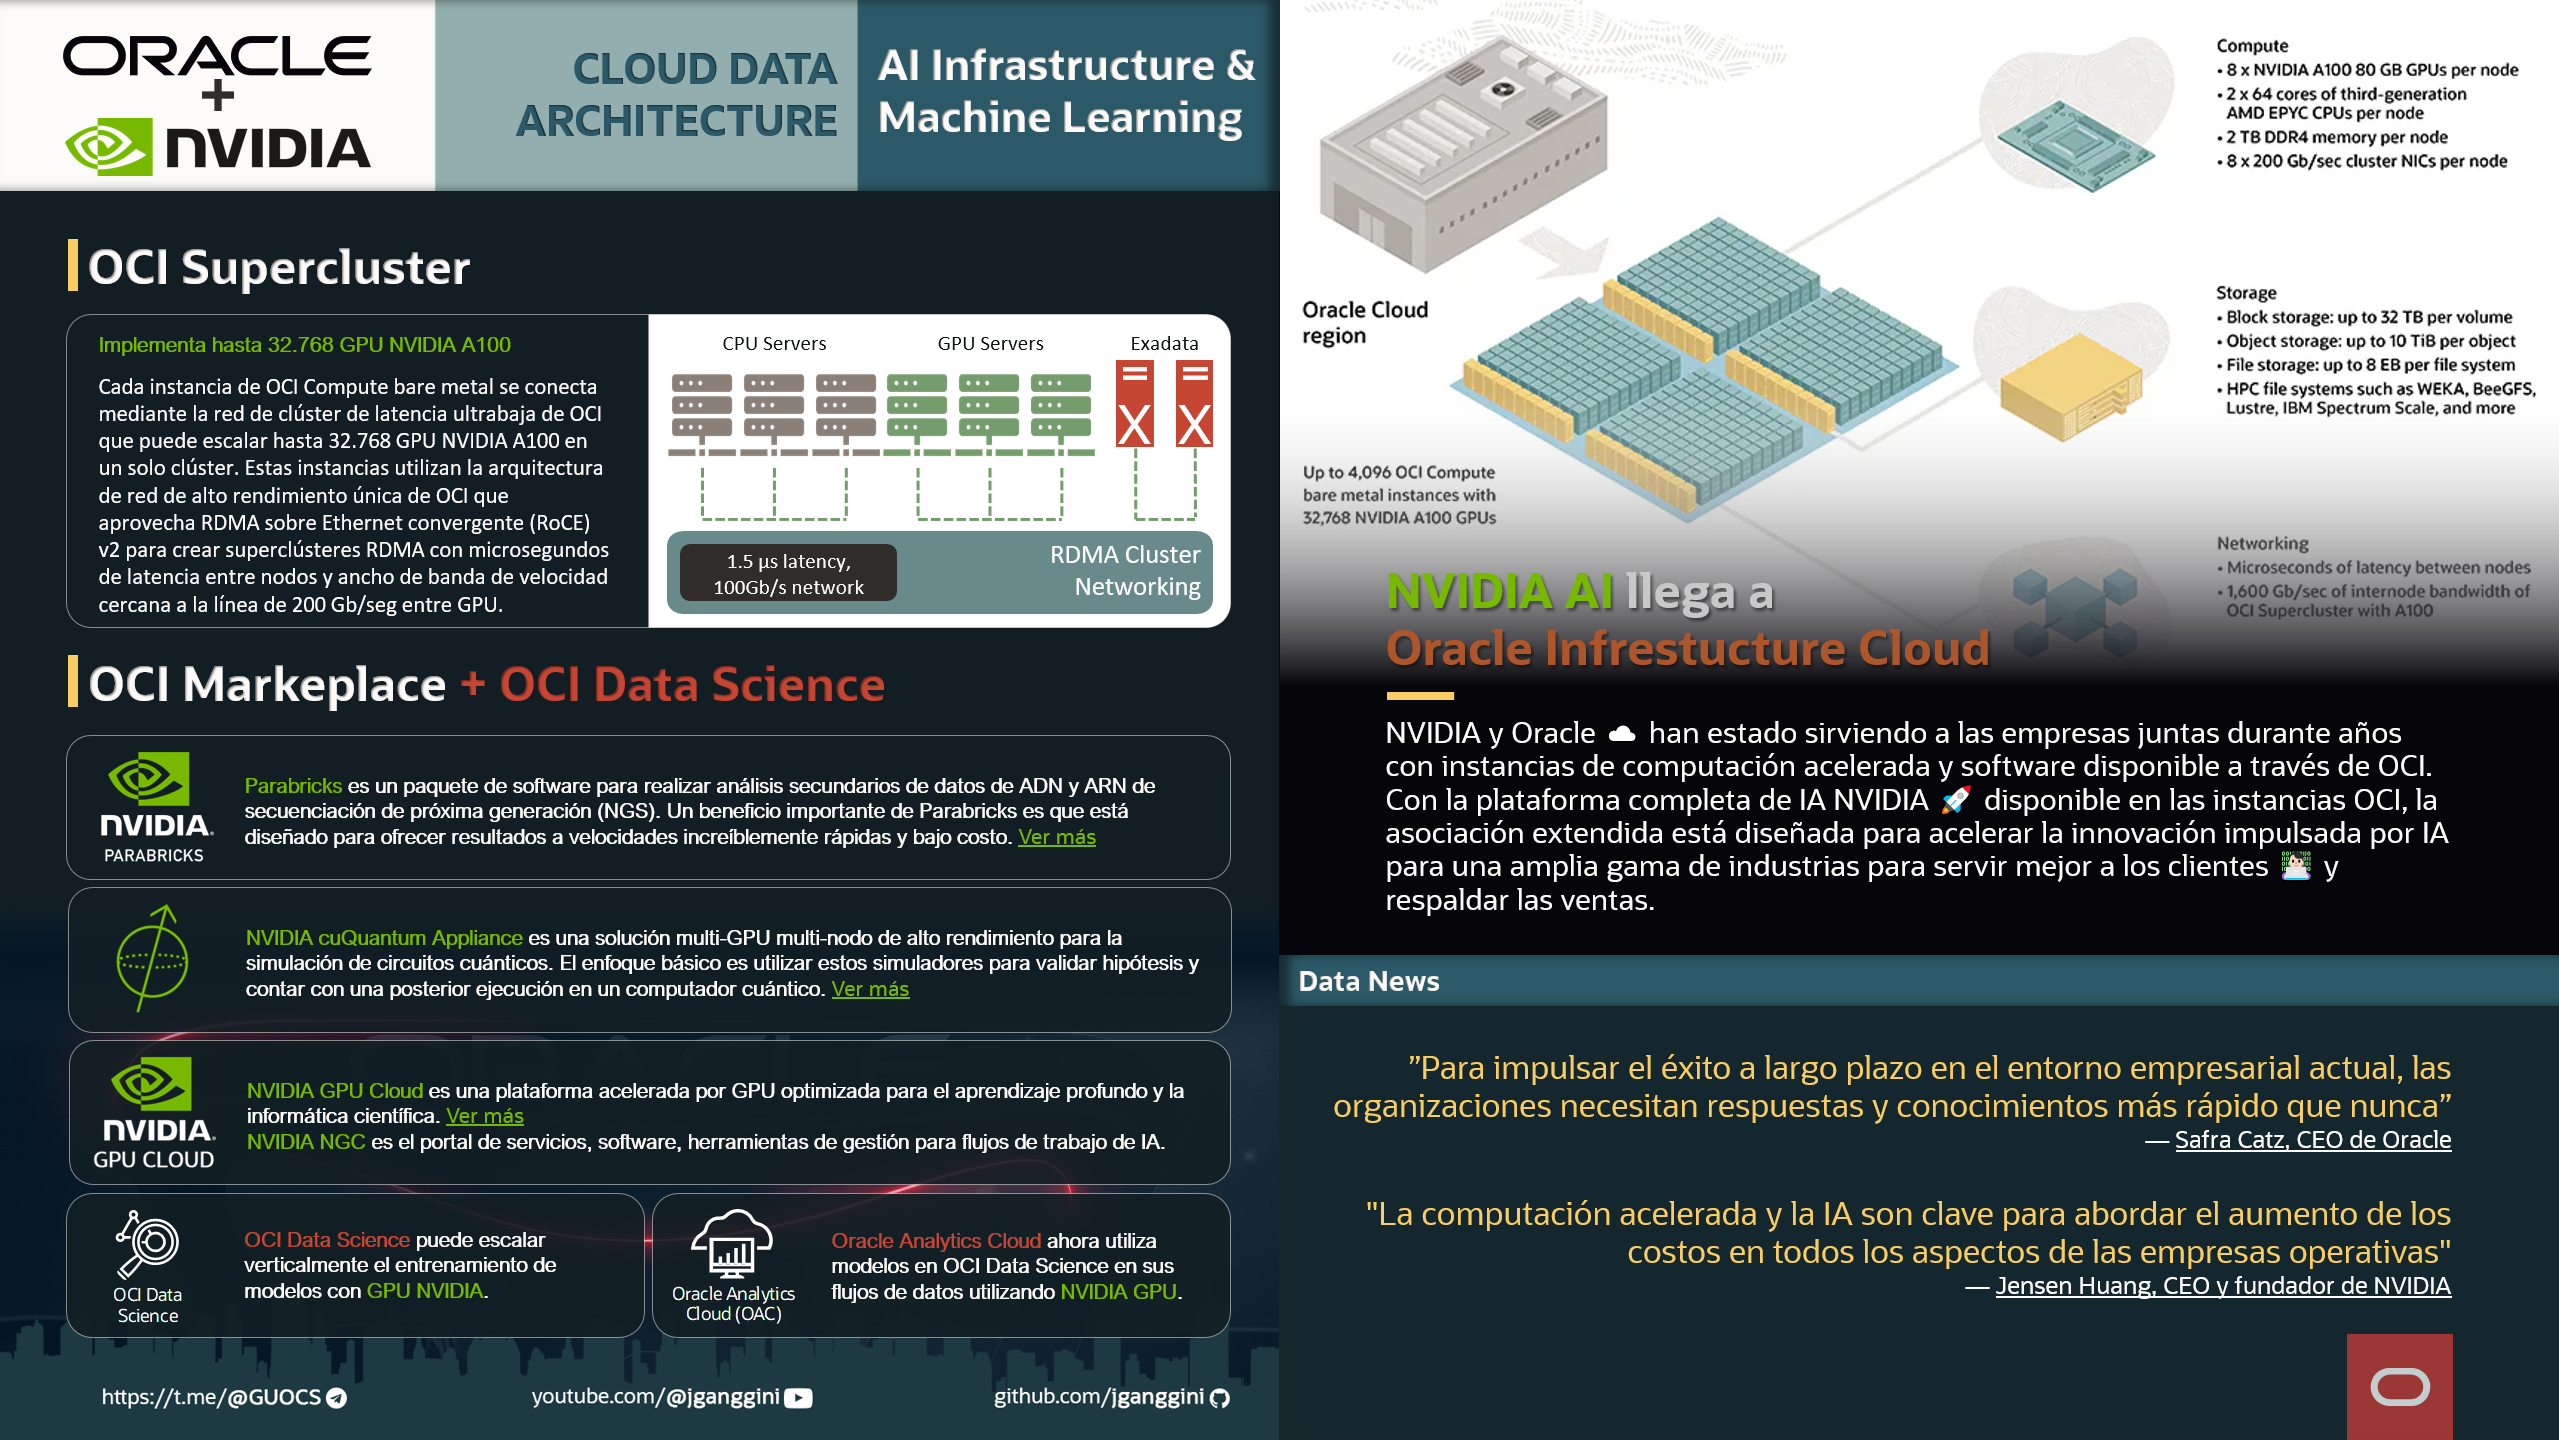 ORACLE
+
NVIDIA
CLOUD DATA
ARCHITECTURE
AI Infrastructure &
Machine Learning
OCI Supercluster
Implementa hasta 32.768 GPU NVIDIA A100
Cada instancia de OCI Compute bare metal se conecta
mediante la red de clúster de latencia ultrabaja de OCI
que puede escalar hasta 32.768 GPU NVIDIA A100 en
un solo clúster. Estas instancias utilizan la arquitectura
de red de alto rendimiento única de OCI que
aprovecha RDMA sobre Ethernet convergente (RoCE)
v2 para crear superclústeres RDMA con microsegundos
de latencia entre nodos y ancho de banda de velocidad
cercana a la línea de 200 Gb/seg entre GPU.
CPU Servers
GPU Servers
Exadata
X X
1.5 µs latency,
100Gb/s network
RDMA Cluster
Networking
OCI Markeplace + OCI Data Science
NVIDIA.
PARABRICKS
Parabricks es un paquete de software para realizar análisis secundarios de datos de ADN y ARN de
secuenciación de próxima generación (NGS). Un beneficio importante de Parabricks es que está
diseñado para ofrecer resultados a velocidades increíblemente rápidas y bajo costo. Ver más
NVIDIA cuQuantum Appliance es una solución multi-GPU multi-nodo de alto rendimiento para la
simulación de circuitos cuánticos. El enfoque básico es utilizar estos simuladores para validar hipótesis y
contar con una posterior ejecución en un computador cuántico. Ver más
ORACLE
NVIDIA.
GPU CLOUD
NVIDIA GPU Cloud es una plataforma acelerada por GPU optimizada para el aprendizaje profundo y la
informática científica. Ver más
NVIDIA NGC es el portal de servicios, software, herramientas de gestión para flujos de trabajo de IA.
OCI Data
Science
OCI Data Science puede escalar
verticalmente el entrenamiento de
modelos con GPU NVIDIA.
Oracle Analytics
Cloud (OAC)
Oracle Analytics Cloud ahora utiliza
modelos en OCI Data Science en sus
flujos de datos utilizando NVIDIA GPU.
https://t.me/@GUOCS
youtube.com/@jganggini
github.com/jganggini
Oracle Cloud
region
Up to 4,096 OCI Compute
bare metal instances with
32,768 NVIDIA A100 GPUs
Compute
• 8 x NVIDIA A100 80 GB GPUs per node
• 2 x 64 cores of third-generation
AMD EPYC CPUs per node
• 2 TB DDR4 memory per node
• 8 x 200 Gb/sec cluster NICs per node
Storage
• Block storage: up to 32 TB per volume
• Object storage: up to 10 TiB per object
• File storage: up to 8 EB per file system
• HPC file systems such as WEKA, BeeGFS,
Lustre, IBM Spectrum Scale, and more
Networking
• Microseconds of latency between nodes
• 1,600 Gb/sec of internode bandwidth of
OCI Supercluster with A100
NVIDIA AI llega a
Oracle Infrestucture Cloud
NVIDIA y Oracle ☁ han estado sirviendo a las empresas juntas durante años
con instancias de computación acelerada y software disponible a través de OCI.
Con la plataforma completa de IA NVIDIA 🚀 disponible en las instancias OCI, la
asociación extendida está diseñada para acelerar la innovación impulsada por IA
para una amplia gama de industrias para servir mejor a los clientes 👨🏻‍💻 y
respaldar las ventas.
Data News
”Para impulsar el éxito a largo plazo en el entorno empresarial actual, las
organizaciones necesitan respuestas y conocimientos más rápido que nunca”
— Safra Catz, CEO de Oracle
"La computación acelerada y la IA son clave para abordar el aumento de los
costos en todos los aspectos de las empresas operativas"
— Jensen Huang, CEO y fundador de NVIDIA